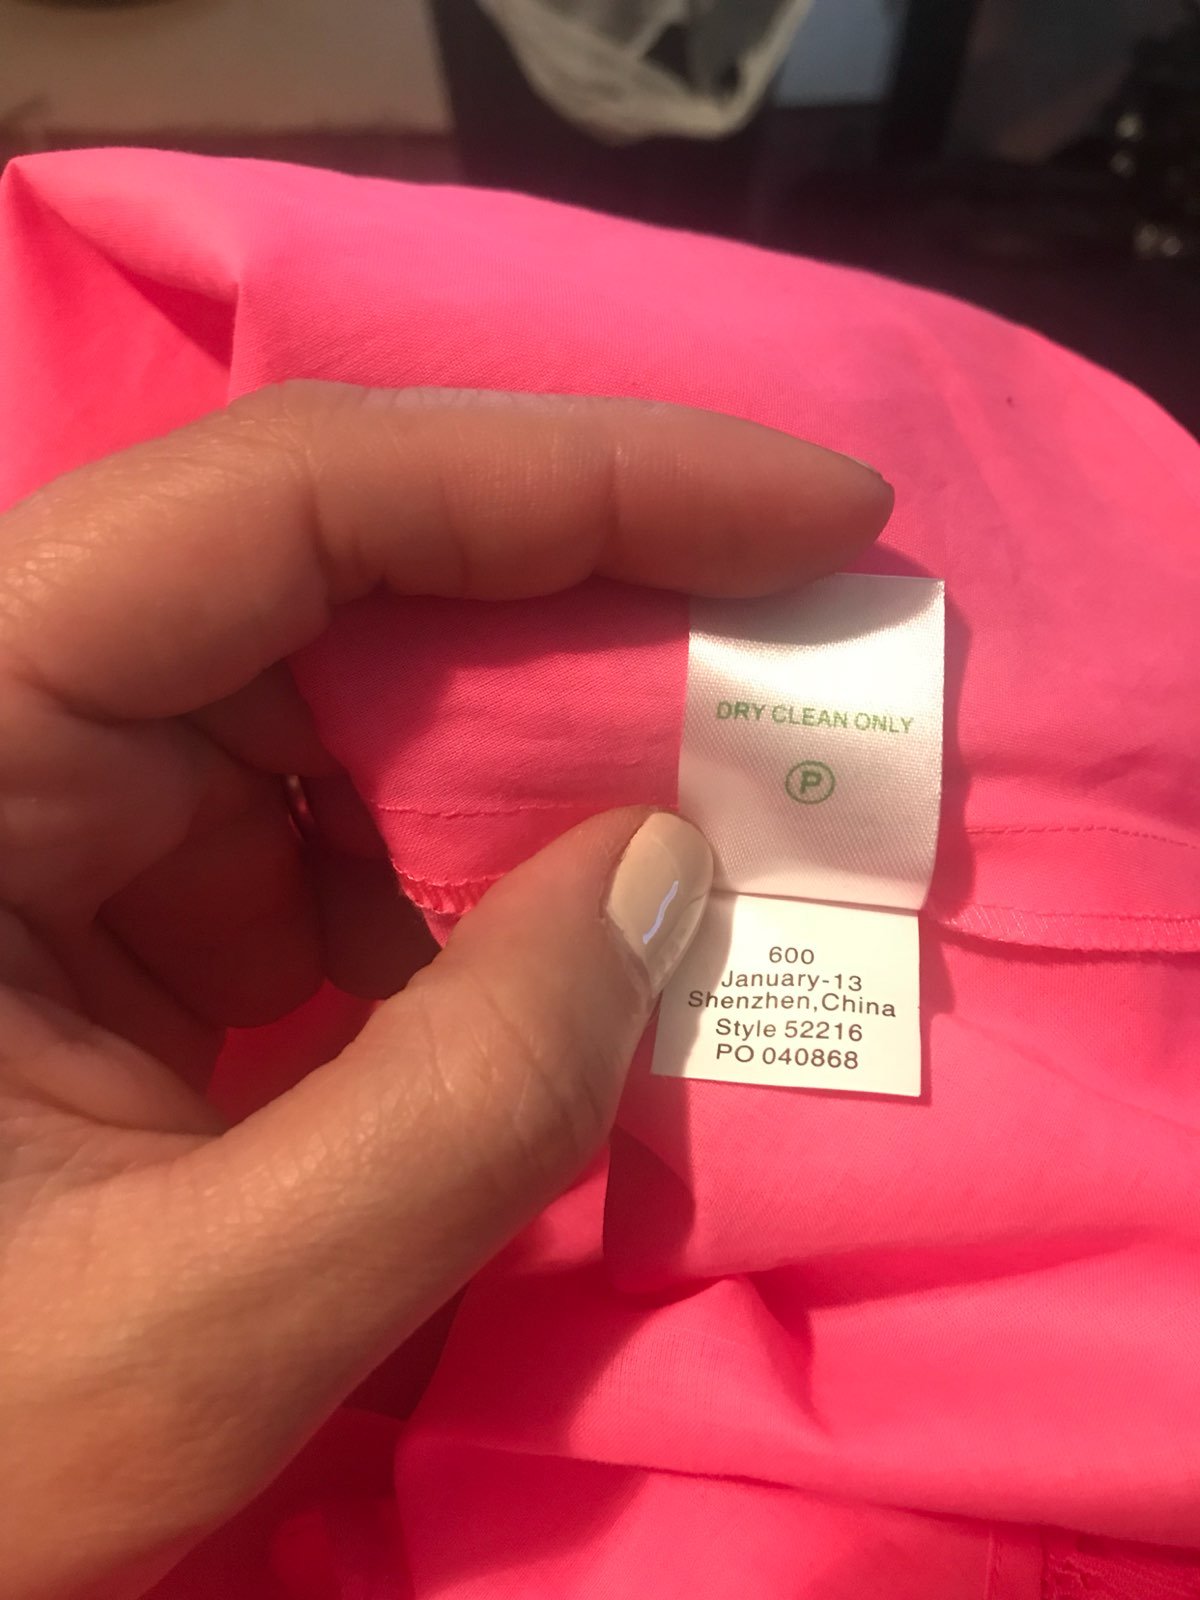 DRY CLEAN ONLY
P
600
January-13
Shenzhen,China
Style 52216
PO 040868